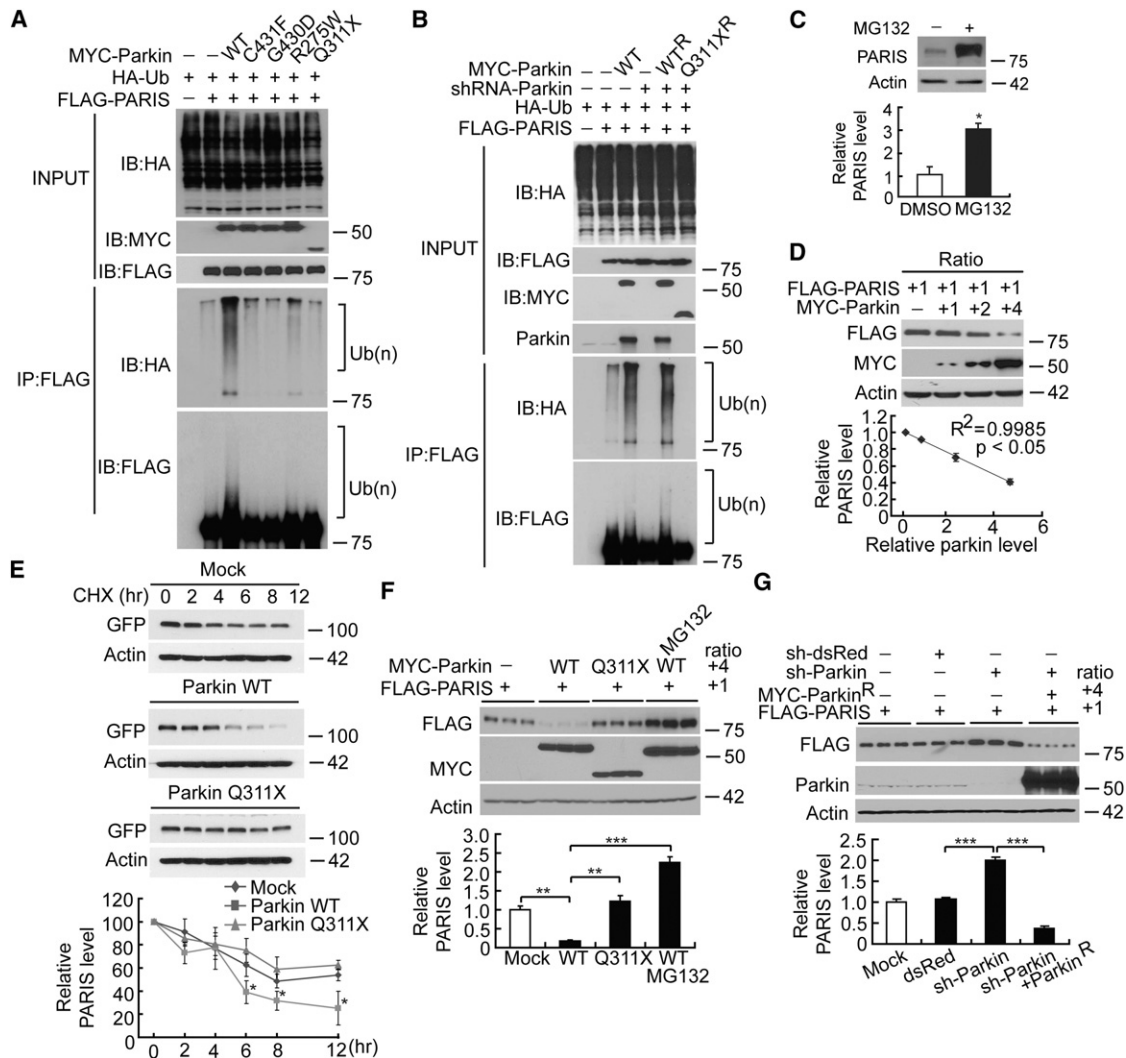 A
WT
C431F
G430D
R275W
Q311X
MYC-Parkin – –
HA-Ub + + + + + + +
FLAG-PARIS – + + + + + +
INPUT
IB:HA
IB:MYC
– 50
IB:FLAG
– 75
IP:FLAG
IB:HA
Ub(n)
– 75
IB:FLAG
Ub(n)
– 75
B
WT
WTR
Q311XR
MYC-Parkin – – –
shRNA-Parkin – – – + + +
HA-Ub + + + + + +
FLAG-PARIS – + + + + +
INPUT
IB:HA
IB:FLAG
– 75
IB:MYC
– 50
Parkin
– 50
IP:FLAG
IB:HA
Ub(n)
– 75
IB:FLAG
Ub(n)
– 75
C
MG132 – +
PARIS
– 75
Actin
– 42
Relative
PARIS level
4
3
2
1
0
*
DMSO MG132
D
Ratio
FLAG-PARIS +1 +1 +1 +1
MYC-Parkin – +1 +2 +4
FLAG
– 75
MYC
– 50
Actin
– 42
Relative
PARIS level
1.2
1.0
0.8
0.6
0.4
0.2
0
R2=0.9985
p < 0.05
0 2 4 6
Relative parkin level
E
Mock
CHX (hr) 0 2 4 6 8 12
GFP
– 100
Actin
– 42
Parkin WT
GFP
– 100
Actin
– 42
Parkin Q311X
GFP
– 100
Actin
– 42
Mock
Parkin WT
Parkin Q311X
Relative
PARIS level
120
100
80
60
40
20
0
* * *
0 2 4 6 8 12 (hr)
F
MG132
MYC-Parkin – WT Q311X WT +4
ratio
FLAG-PARIS + + + + +1
FLAG
– 75
MYC
– 50
Actin
– 42
Relative
PARIS level
3.0
2.5
2.0
1.5
1.0
0.5
0
***
** **
Mock WT Q311X WT
MG132
G
sh-dsRed – + – –
sh-Parkin – – + + ratio
MYC-ParkinR – – – + +4
FLAG-PARIS + + + + +1
FLAG
– 75
Parkin
– 50
Actin
– 42
Relative
PARIS level
2.5
2.0
1.5
1.0
0.5
0
*** ***
Mock
dsRed
sh-Parkin
sh-Parkin
+ParkinR